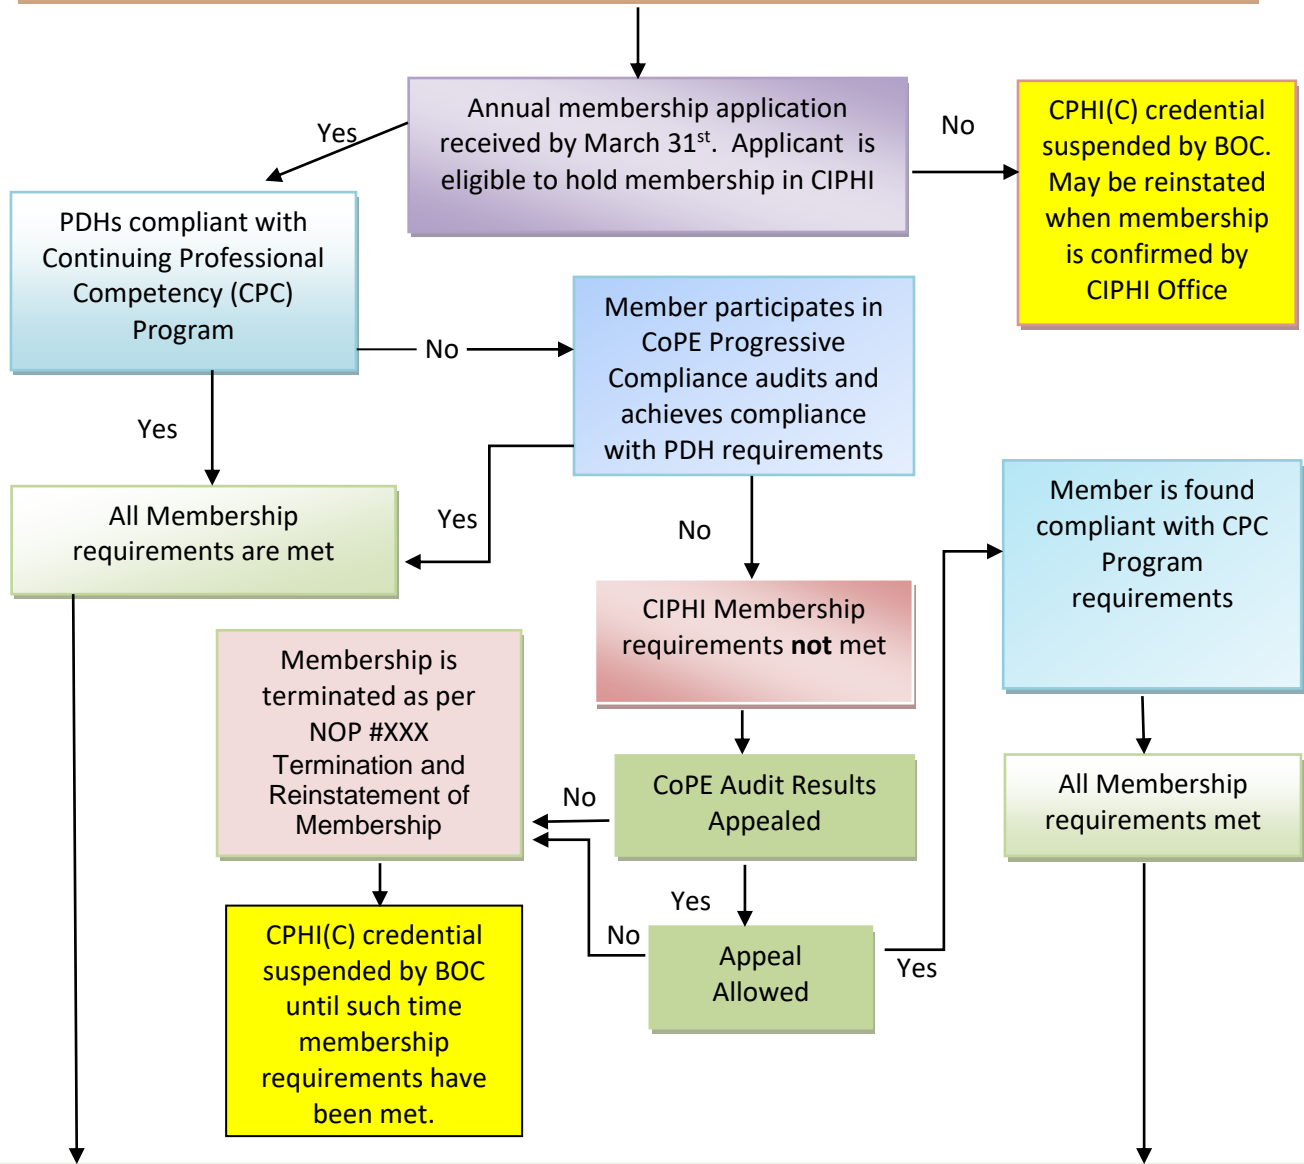 Annual membership application
received by March 31st. Applicant is
eligible to hold membership in CIPHI
Yes
No
CPHI(C) credential
suspended by BOC.
May be reinstated
when membership
is confirmed by
CIPHI Office
PDHs compliant with
Continuing Professional
Competency (CPC)
Program
No
Member participates in
CoPE Progressive
Compliance audits and
achieves compliance
with PDH requirements
Yes
Yes
No
All Membership
requirements are met
Member is found
compliant with CPC
Program
requirements
CIPHI Membership
requirements not met
Membership is
terminated as per
NOP #XXX
Termination and
Reinstatement of
Membership
No
CoPE Audit Results
Appealed
All Membership
requirements met
Yes
No
Appeal
Allowed
Yes
CPHI(C) credential
suspended by BOC
until such time
membership
requirements have
been met.